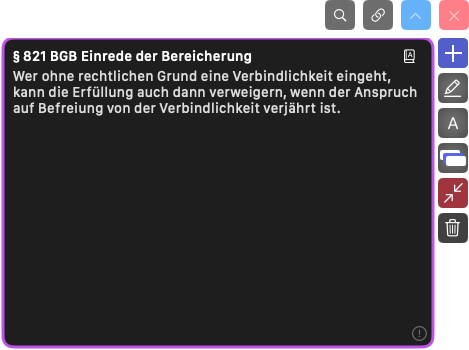 § 821 BGB Einrede der Bereicherung
Wer ohne rechtlichen Grund eine Verbindlichkeit eingeht,
kann die Erfüllung auch dann verweigern, wenn der Anspruch
auf Befreiung von der Verbindlichkeit verjährt ist.
A